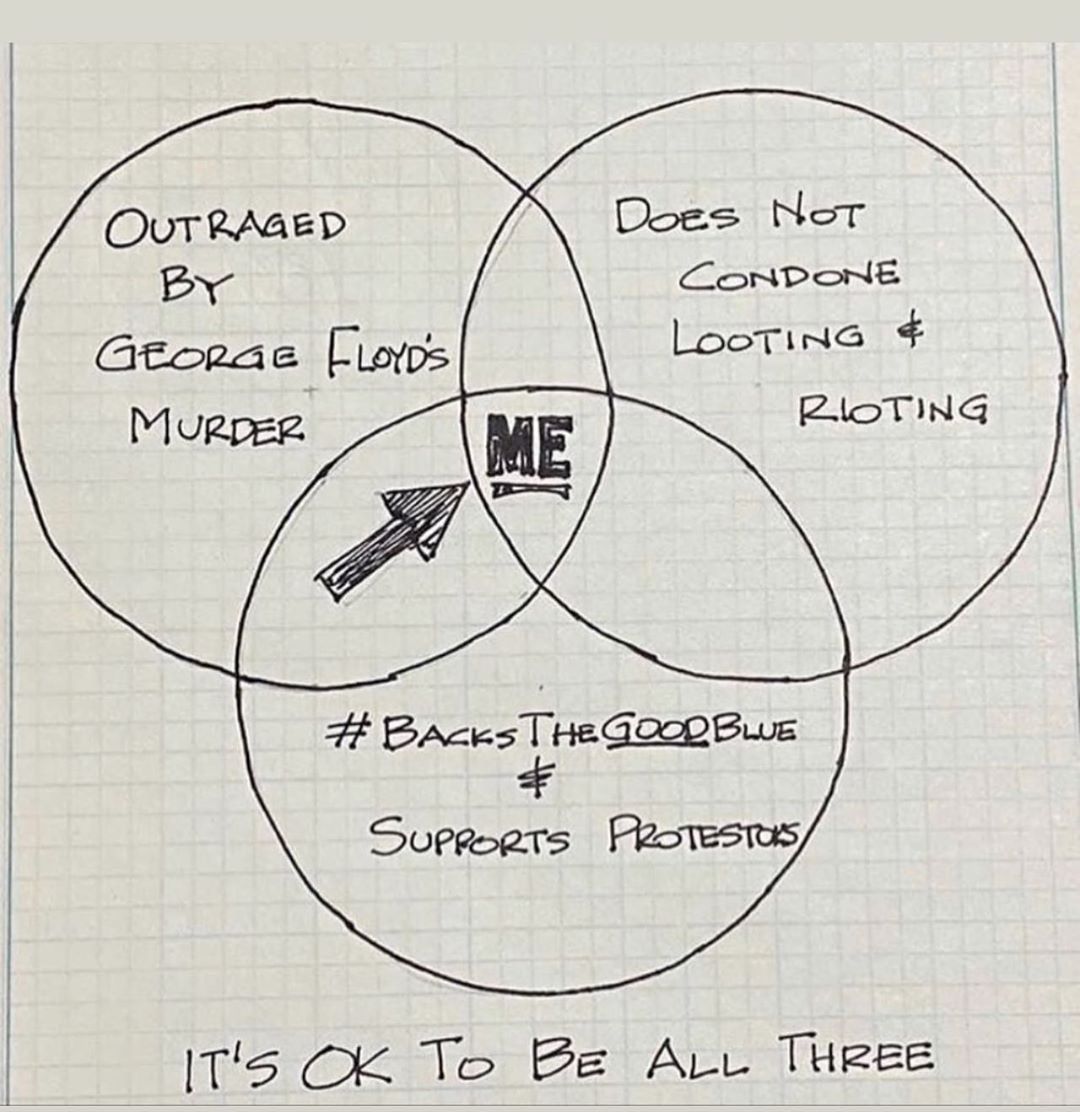 OUTRAGED
BY
GEORGE FLOYD'S
MURDER
DOES NOT
CONDONE
LOOTING &
RIOTING
ME
#BACKSTHEGOODBLUE
&
SUPPORTS PROTESTORS
IT'S OK TO BE ALL THREE